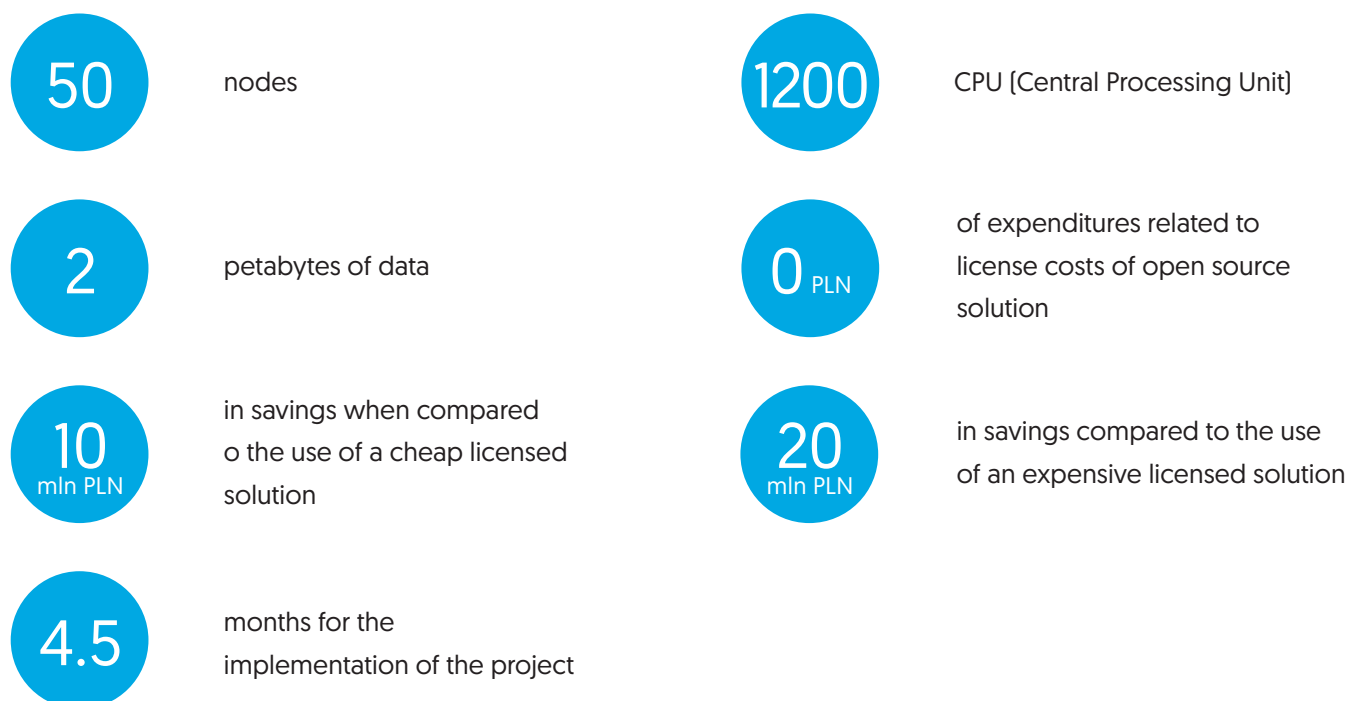 50
nodes
1200
CPU (Central Processing Unit)
2
petabytes of data
0 PLN
of expenditures related to
license costs of open source
solution
10
mln PLN
in savings when compared
o the use of a cheap licensed
solution
20
mln PLN
in savings compared to the use
of an expensive licensed solution
4.5
months for the
implementation of the project